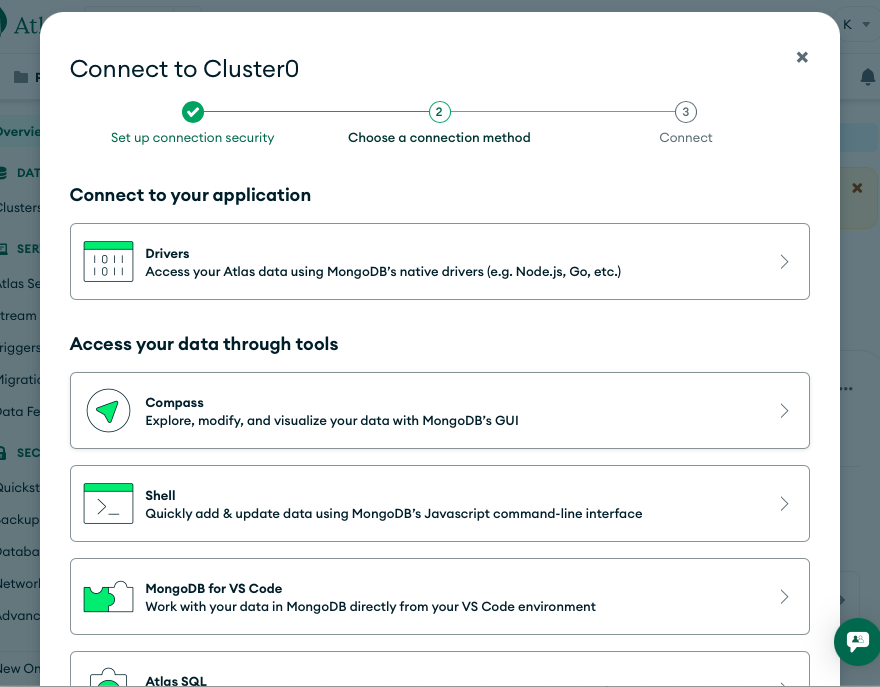 Atl
K
Connect to Cluster0
2
3
Set up connection security
Choose a connection method
Connect
Overvie
DAT
Clusters
SER
Atlas Se
tream
riggers
Migratio
Data Fe
SEC
Quickst
Backup
Databa
Networ
Advanc
New On
Connect to your application
Drivers
Access your Atlas data using MongoDB's native drivers (e.g. Node.js, Go, etc.)
Access your data through tools
Compass
Explore, modify, and visualize your data with MongoDB's GUI
Shell
Quickly add & update data using MongoDB's Javascript command-line interface
MongoDB for VS Code
Work with your data in MongoDB directly from your VS Code environment
Atlas SQL